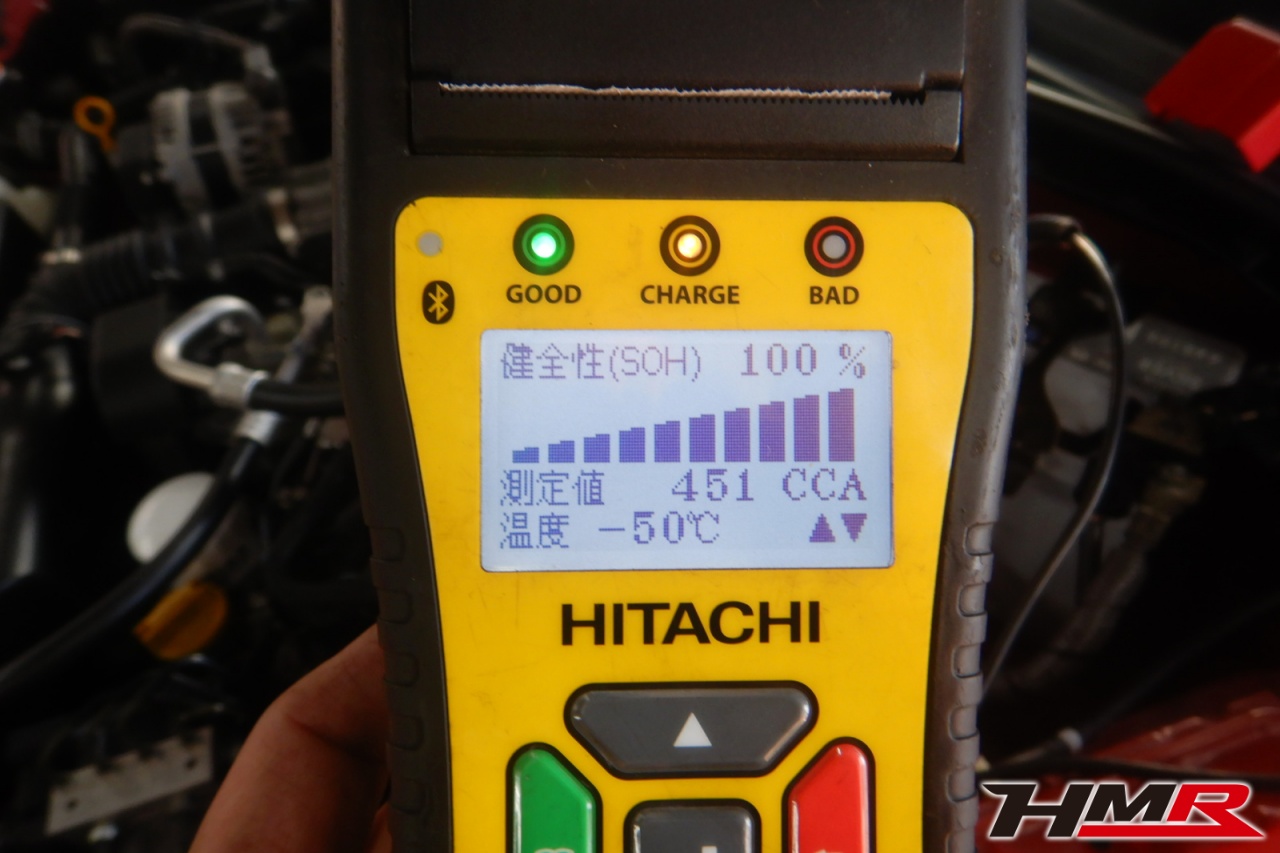 GOOD CHARGE BAD
健全性(SOH) 100 %
測定値 451 CCA
温度 -50℃ ▲▼
HITACHI
HMR